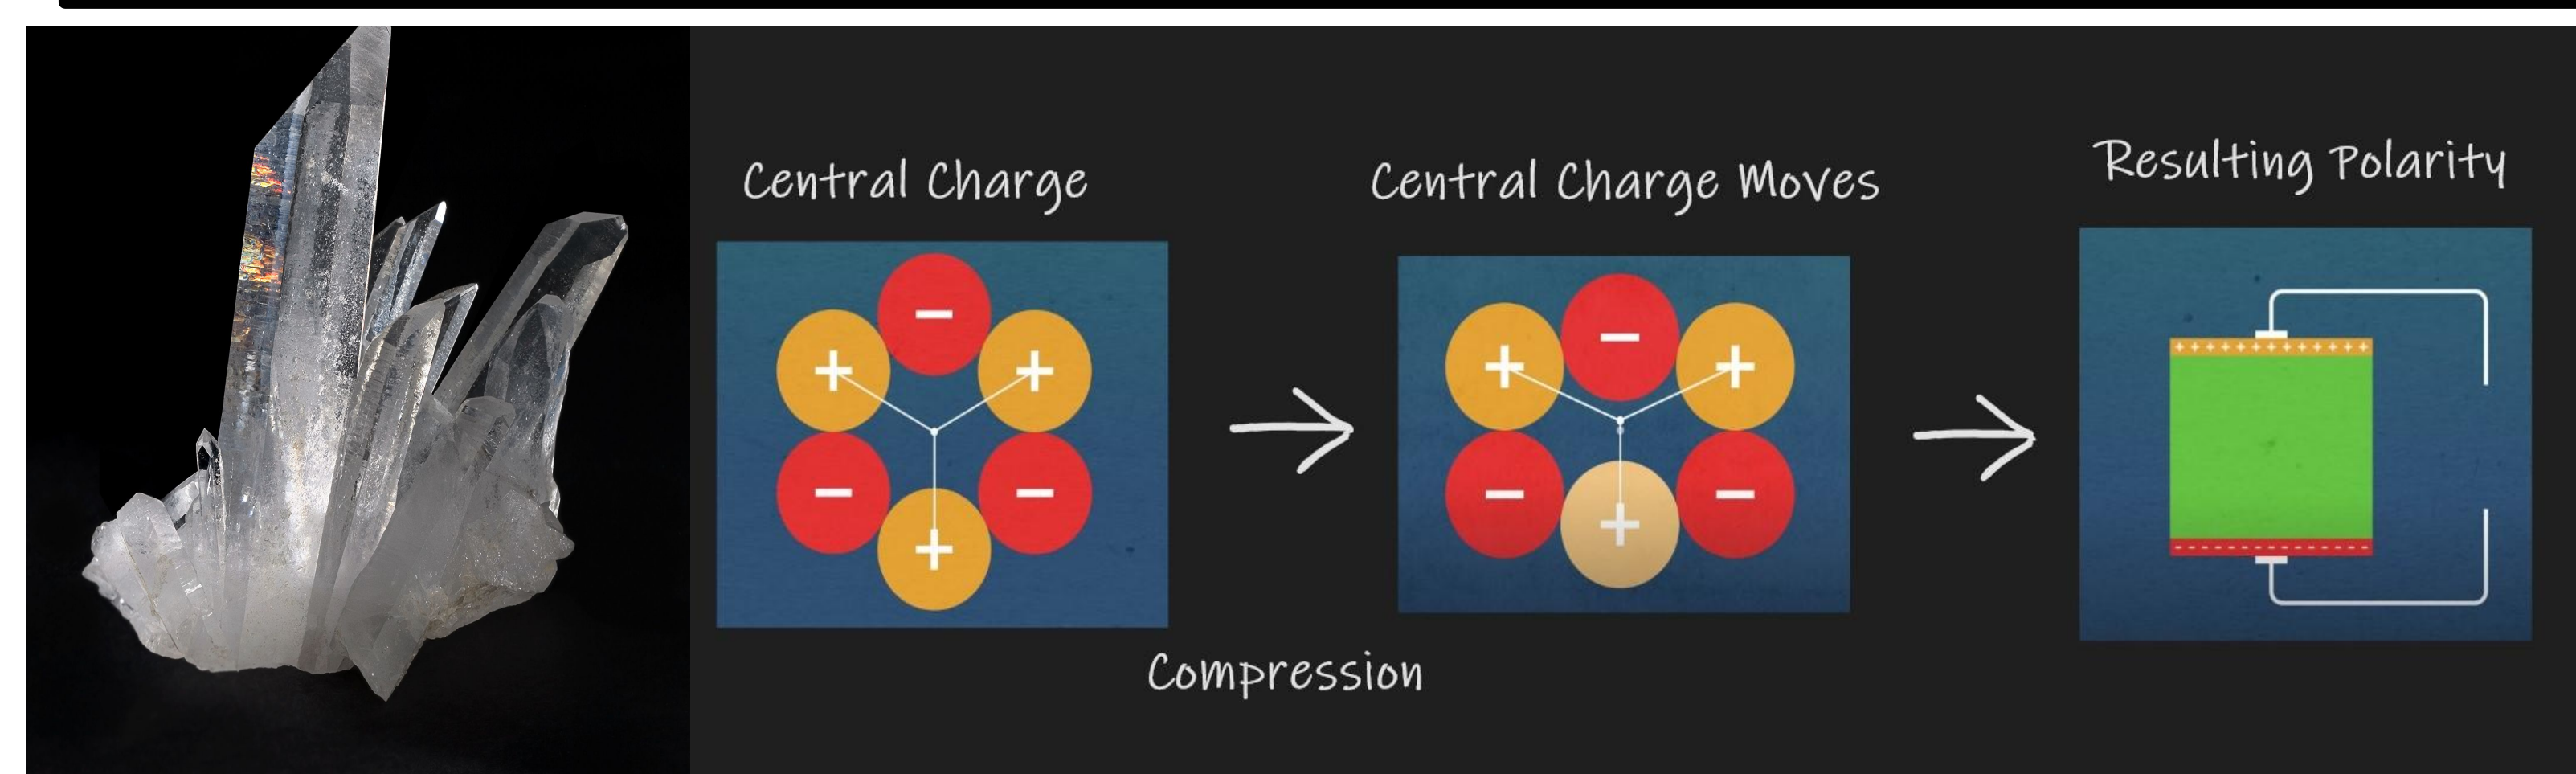 Central Charge
Central Charge Moves
Resulting Polarity
+
−
+
−
+
−
+
−
+
−
+
−
+ + + + + + + + + + + + +
- - - - - - - - - - - - -
Compression